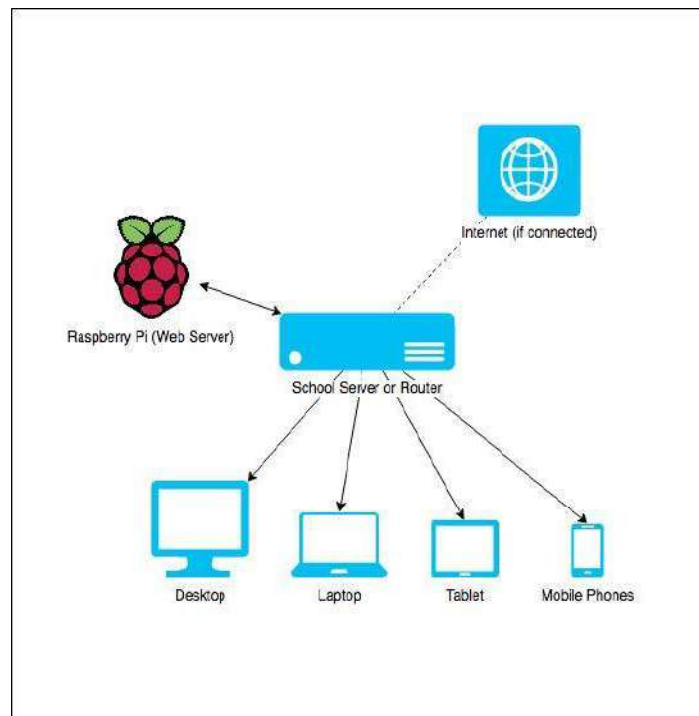 Internet (if connected)
Raspberry Pi (Web Server)
School Server or Router
Desktop
Laptop
Tablet
Mobile Phones